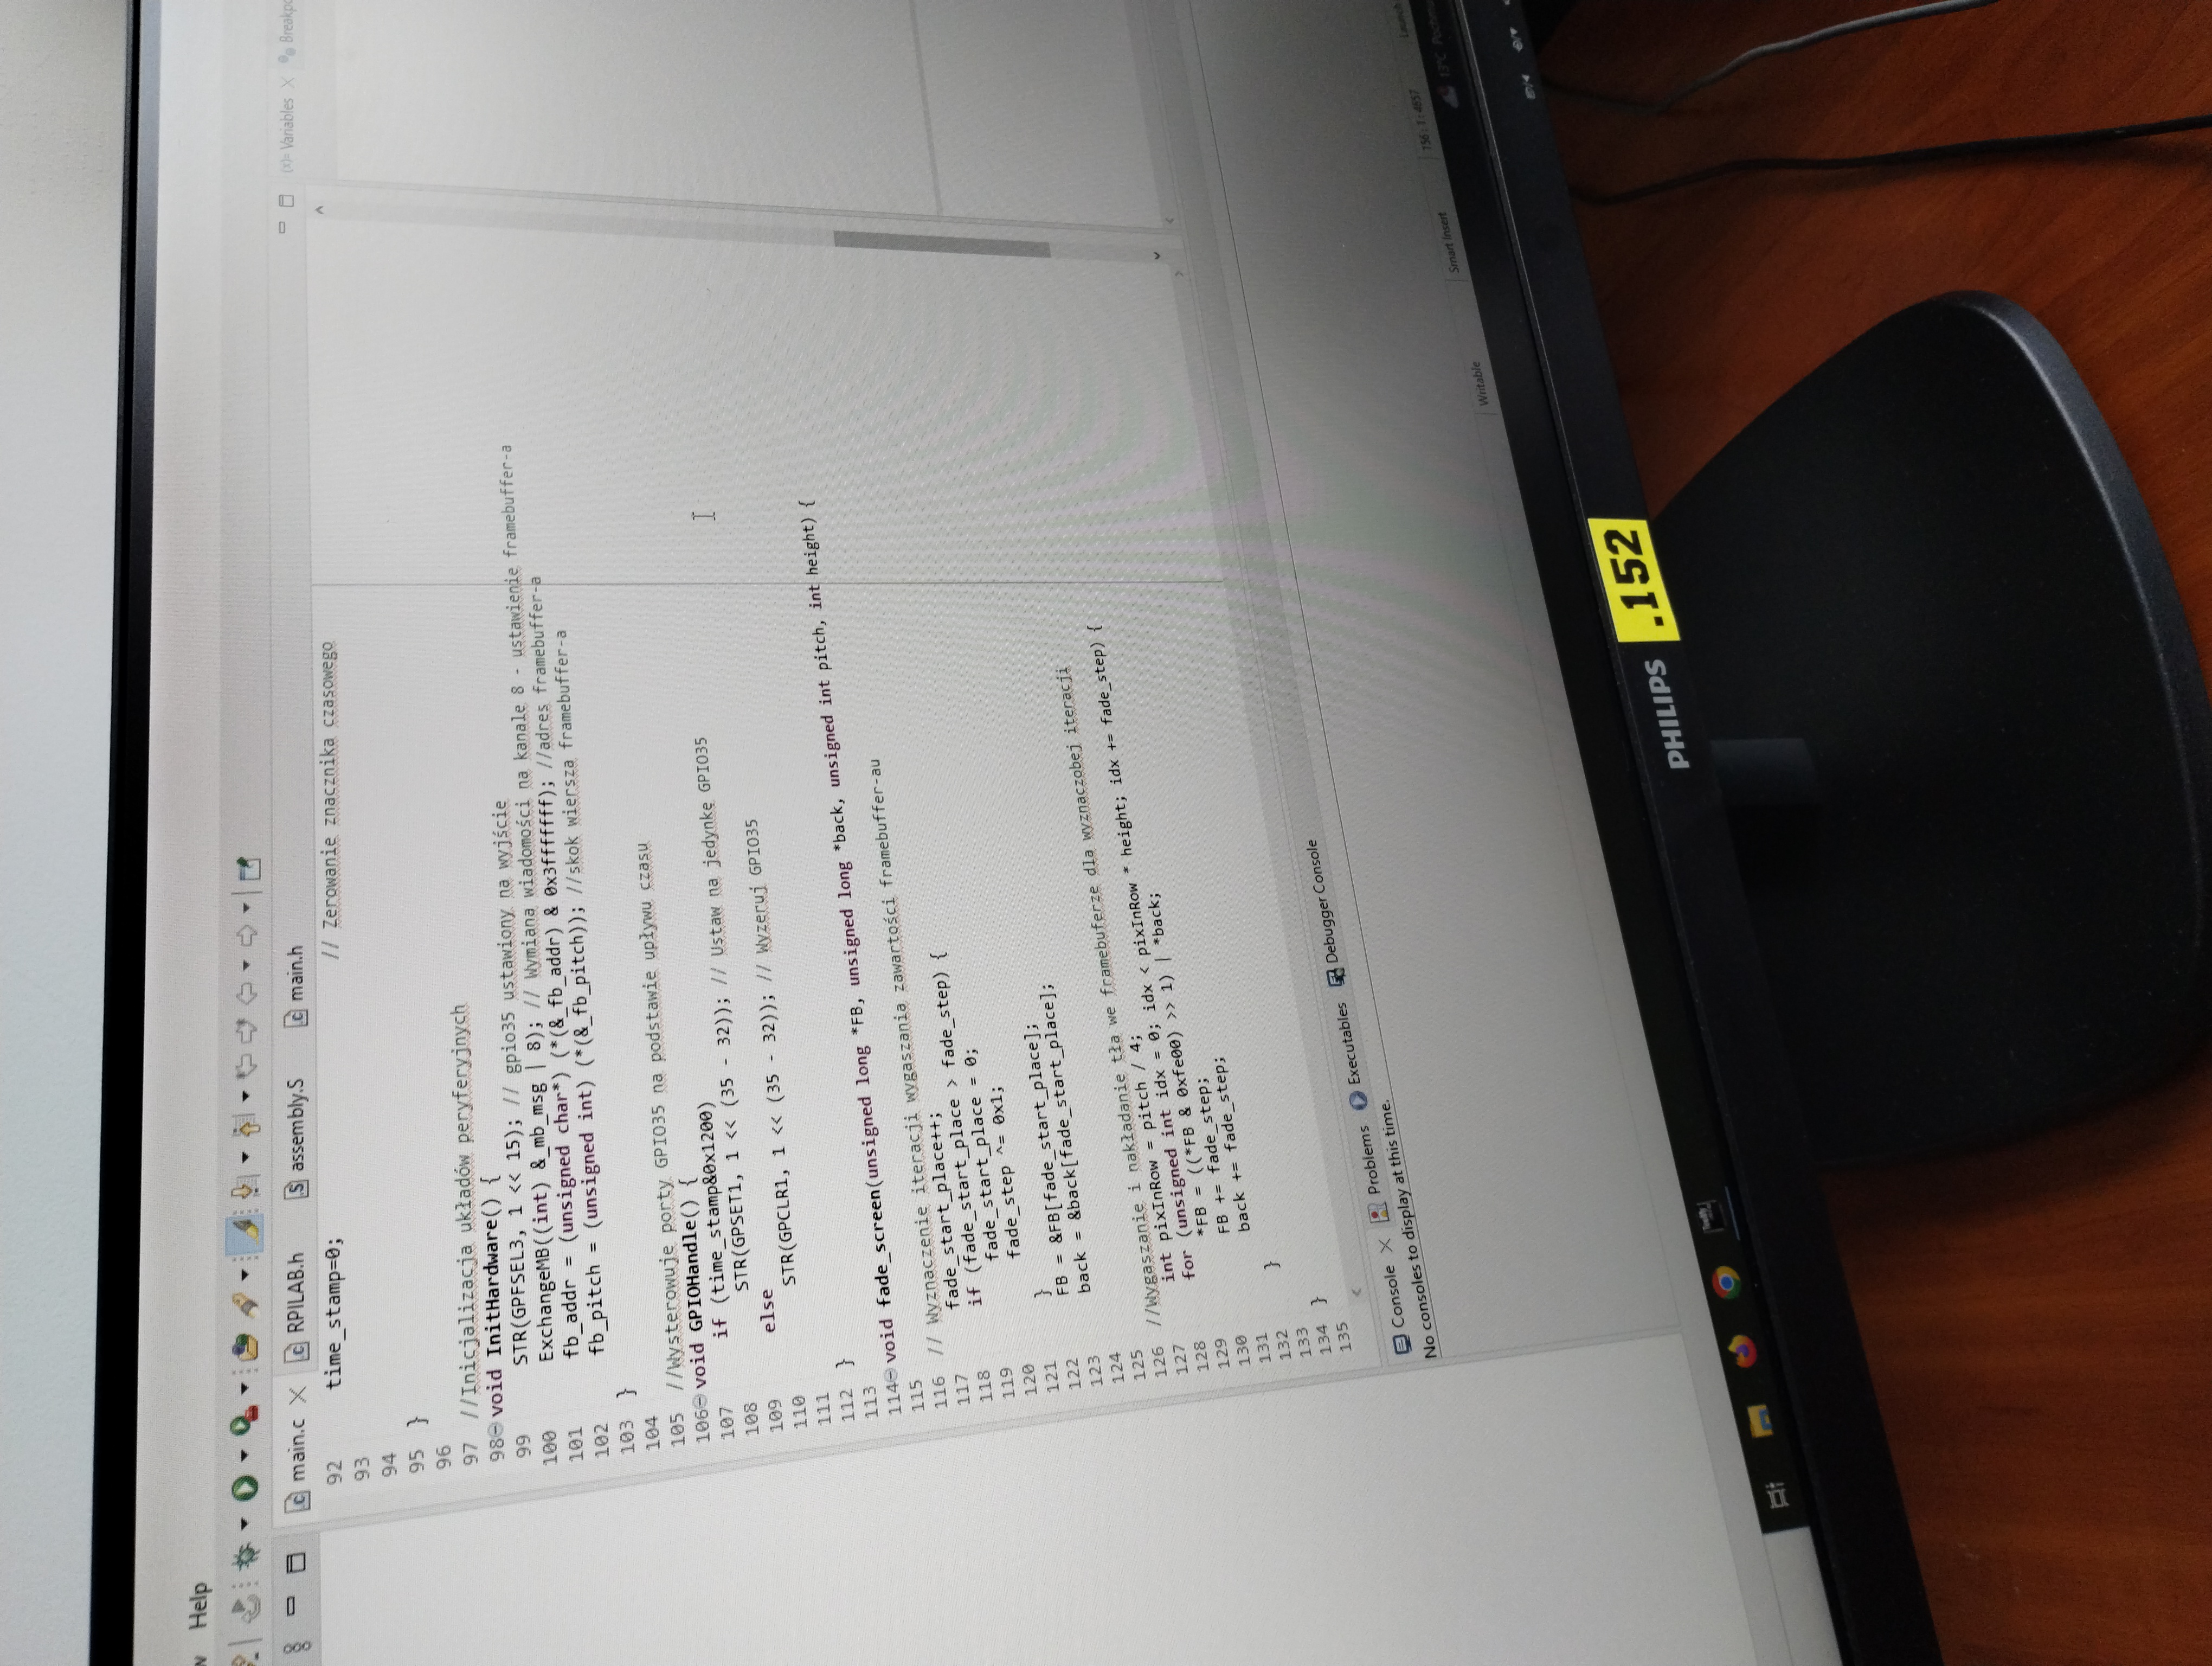 Help
main.c RPILAB.h assembly.S main.h
(x)= Variables
92 time_stamp=0; // Zerowanie znacznika czasowego
93
94
95 }
96
97 //Inicjalizacja układów peryferyjnych
98 void InitHardware() {
99 STR(GPFSEL3, 1 << 15); // gpio35 ustawiony na wyjście
100 ExchangeMB((int) &_mb_msg | 8); // Wymiana wiadomości na kanale 8 - ustawienie framebuffer-a
101 fb_addr = (unsigned char*) (*(&_fb_addr) & 0x3fffffff); //adres framebuffer-a
102 fb_pitch = (unsigned int) (*(&_fb_pitch)); //skok wiersza framebuffer-a
103 }
104
105 //Wysterowuje porty GPIO35 na podstawie upływu czasu
106 void GPIOHandle() {
107 if (time_stamp&0x1200)
108 STR(GPSET1, 1 << (35 - 32)); // Ustaw na jedynkę GPIO35
109 else
110 STR(GPCLR1, 1 << (35 - 32)); // Wyzeruj GPIO35
111
112 }
113
114 void fade_screen(unsigned long *FB, unsigned long *back, unsigned int pitch, int height) {
115
116 // Wyznaczenie iteracji wygaszania zawartości framebuffer-au
117 fade_start_place++;
118 if (fade_start_place > fade_step) {
119 fade_start_place = 0;
120 fade_step ^= 0x1;
121 }
122 FB = &FB[fade_start_place];
123 back = &back[fade_start_place];
124
125
126 //Wygaszanie i nakładanie tła we framebuferze dla wyznaczobej iteracji
127 int pixInRow = pitch / 4;
128 for (unsigned int idx = 0; idx < pixInRow * height; idx += fade_step) {
129 *FB = ((*FB & 0xfe00) >> 1) | *back;
130 FB += fade_step;
131 back += fade_step;
132 }
133
134 }
135
Console Problems Executables Debugger Console
No consoles to display at this time.
Writable Smart Insert 156 : 1 : 4857
13°C
PHILIPS
.152